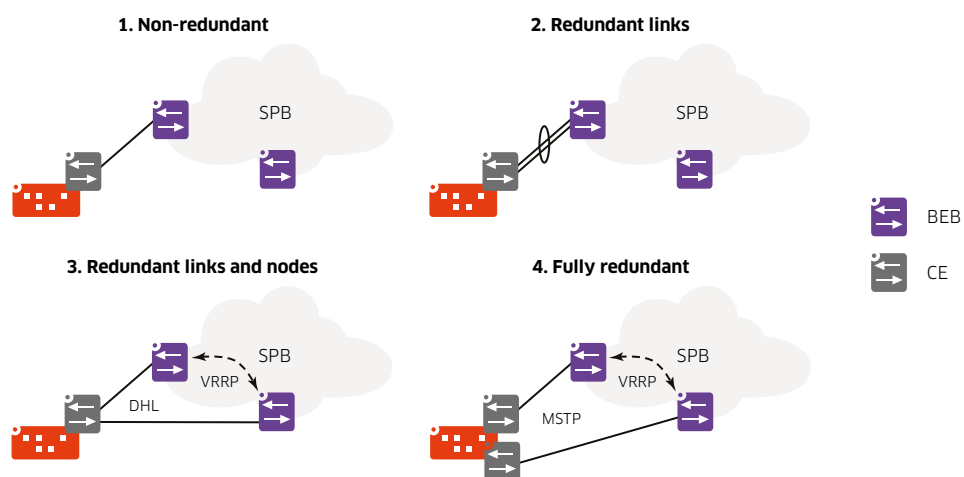 1. Non-redundant
2. Redundant links
SPB
SPB
BEB
CE
3. Redundant links and nodes
4. Fully redundant
SPB
VRRP
DHL
SPB
VRRP
MSTP